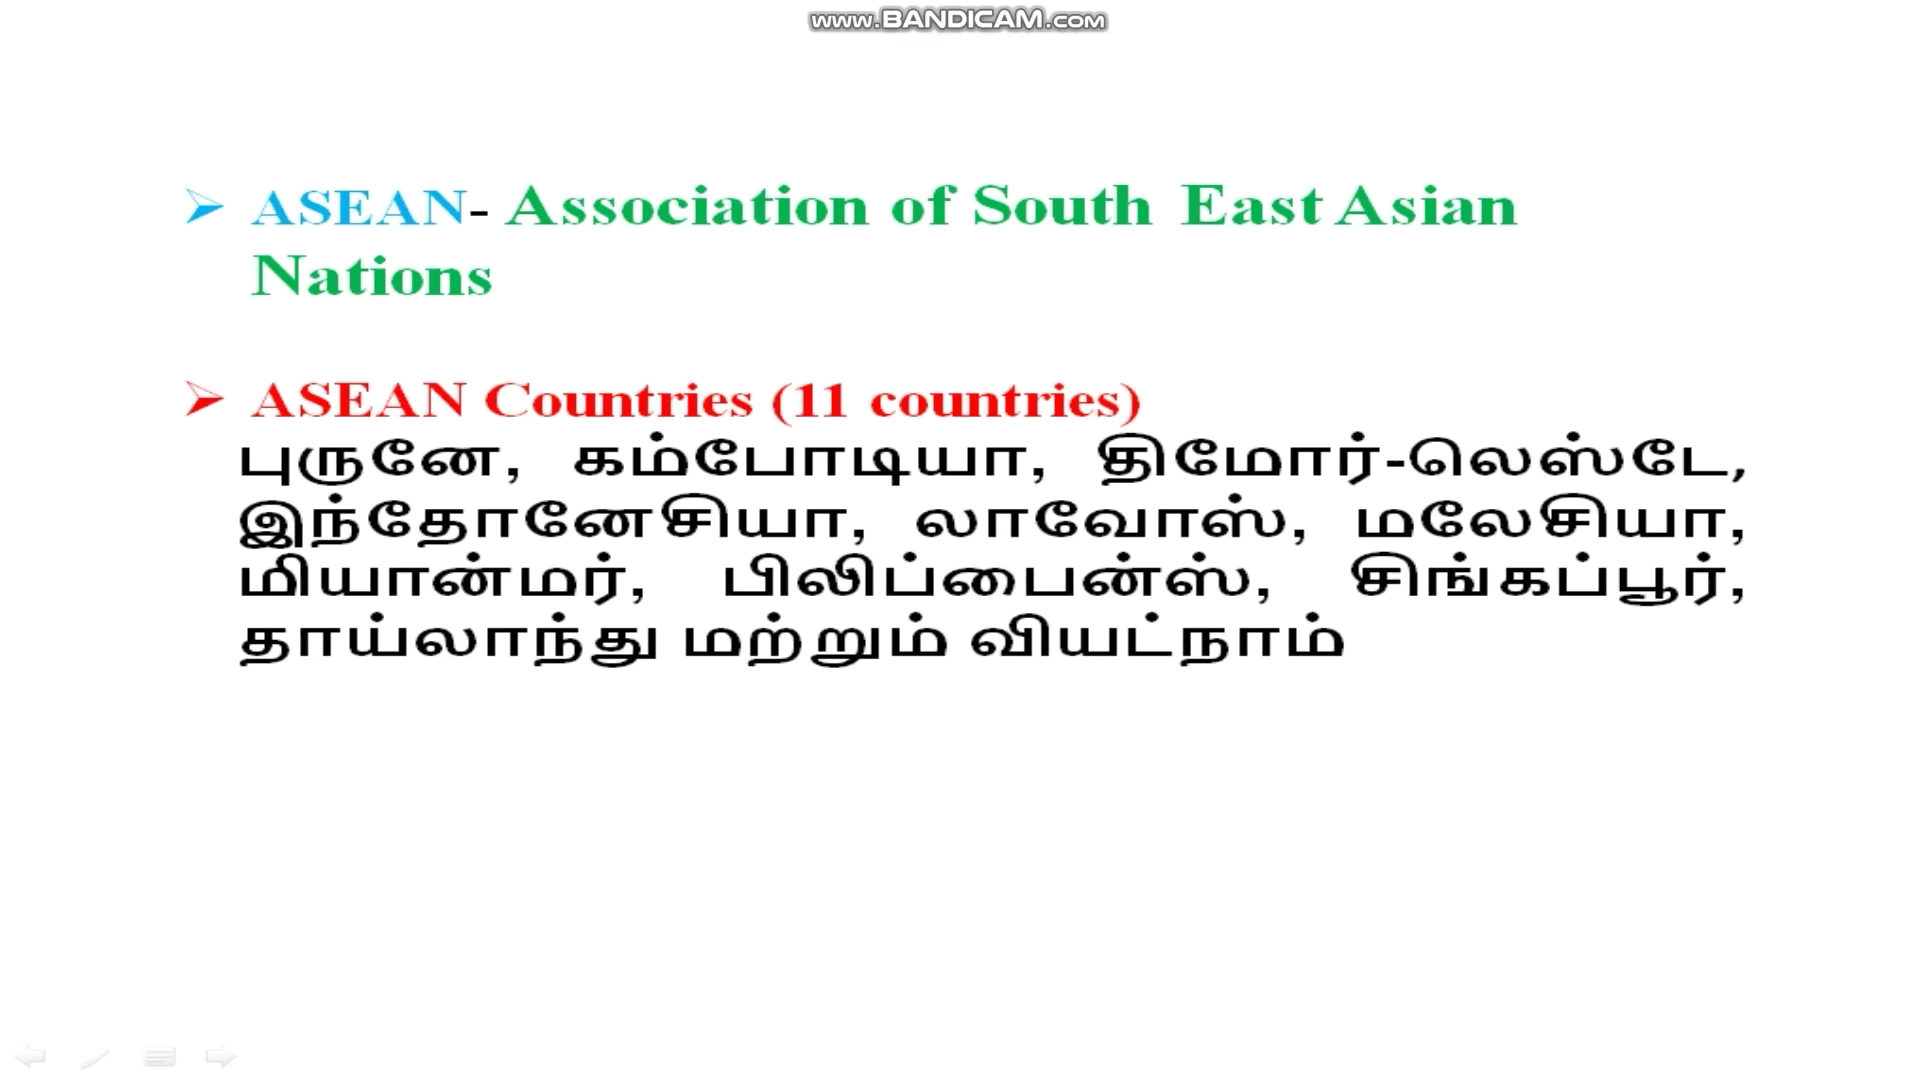 www.BANDICAM.com
➢ ASEAN- Association of South East Asian
Nations
➢ ASEAN Countries (11 countries)
புருனே, கம்போடியா, திமோர்-லெஸ்டே,
இந்தோனேசியா, லாவோஸ், மலேசியா,
மியான்மர், பிலிப்பைன்ஸ், சிங்கப்பூர்,
தாய்லாந்து மற்றும் வியட்நாம்